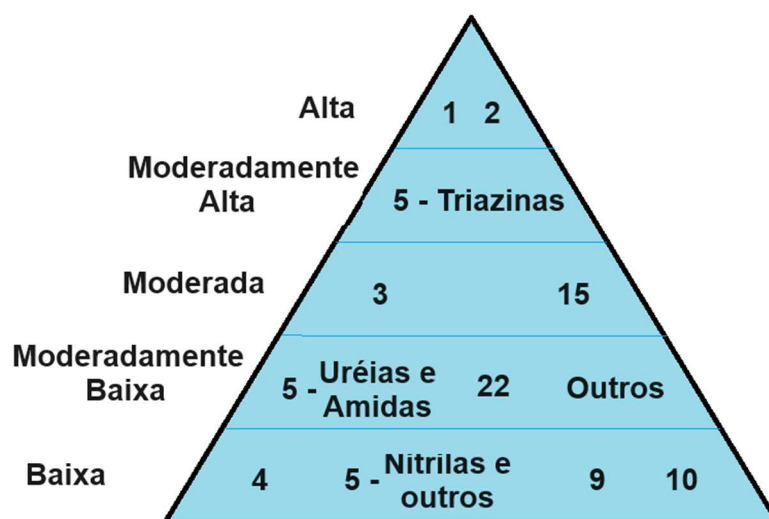 Alta
1 2
Moderadamente
Alta
5 - Triazinas
Moderada
3 15
Moderadamente
Baixa
5 - Uréias e
Amidas
22 Outros
Baixa
4 5 - Nitrilas e
outros
9 10